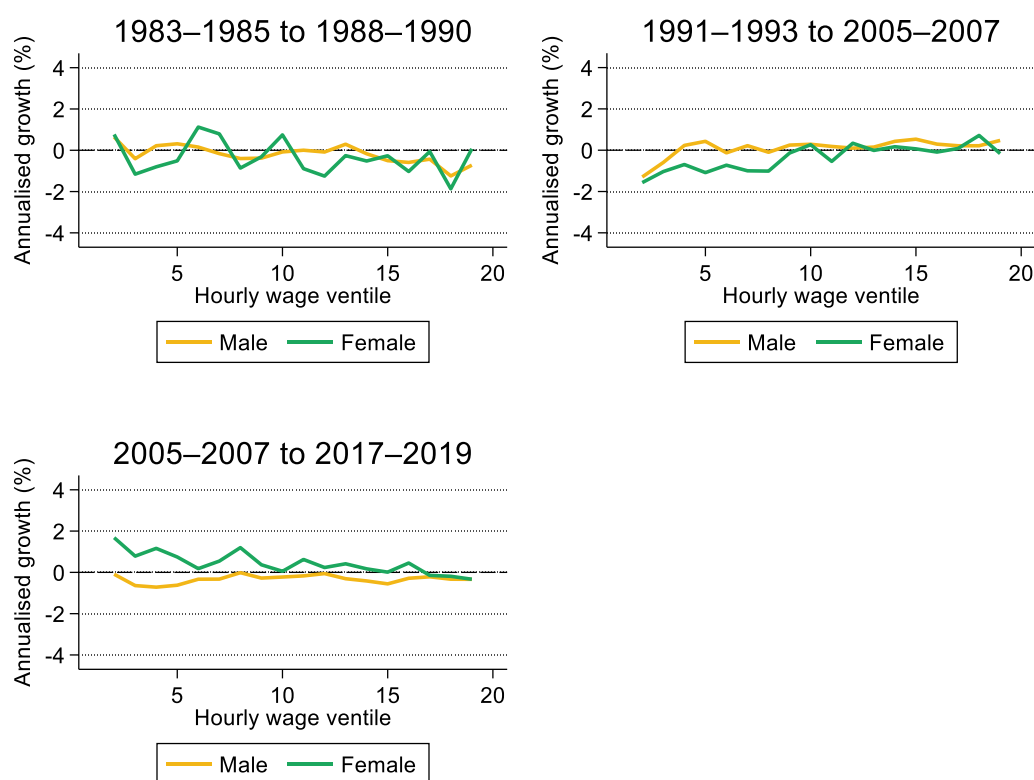 1983–1985 to 1988–1990
Annualised growth (%)
4
2
0
-2
-4
5 10 15 20
Hourly wage ventile
Male Female
1991–1993 to 2005–2007
Annualised growth (%)
4
2
0
-2
-4
5 10 15 20
Hourly wage ventile
Male Female
2005–2007 to 2017–2019
Annualised growth (%)
4
2
0
-2
-4
5 10 15 20
Hourly wage ventile
Male Female